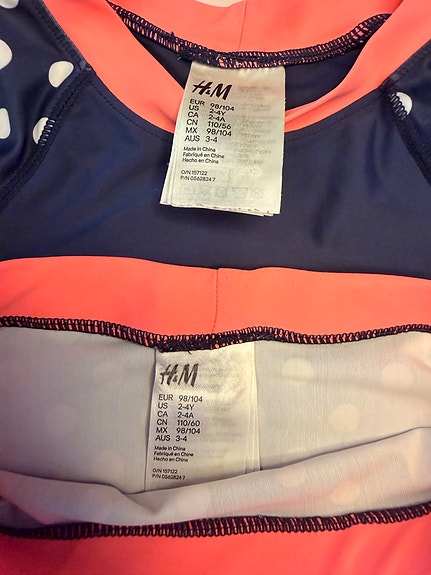 H&M
EUR 98/104
US 2-4Y
CA 2-4A
CN 110/56
MX 98/104
AUS 3-4
Made in China
Fabriqué en Chine
Hecho en China
O/N 157122
P/N 0562824 7
H&M
EUR 98/104
US 2-4Y
CA 2-4A
CN 110/60
MX 98/104
AUS 3-4
Made in China
Fabriqué en Chine
Hecho en China
O/N 157122
P/N 0562824 7